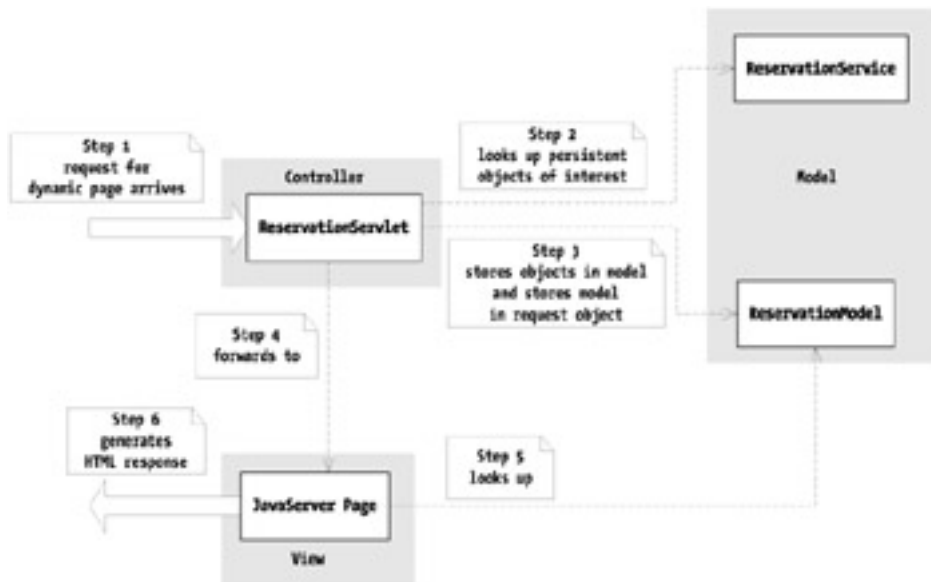 Step 1
request for
dynamic page arrives
Controller
ReservationServlet
Step 2
looks up persistent
objects of interest
ReservationService
Model
Step 3
stores objects in model
and stores model
in request object
ReservationModel
Step 4
forwards to
Step 6
generates
HTML response
JavaServer Page
View
Step 5
looks up